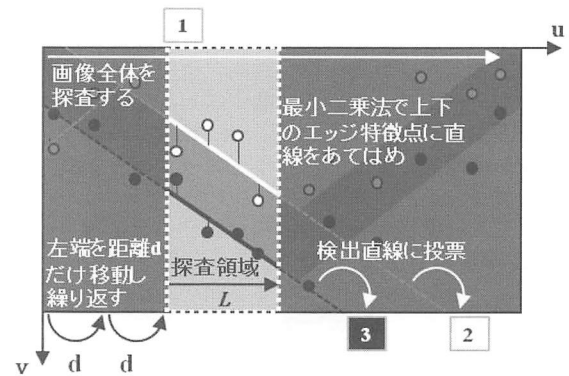 1
u
画像全体を
探査する
最小二乗法で上下
のエッジ特徴点に直
線をあてはめ
左端を距離d
だけ移動し
繰り返す
探査領域
L
検出直線に投票
3
2
v
d
d